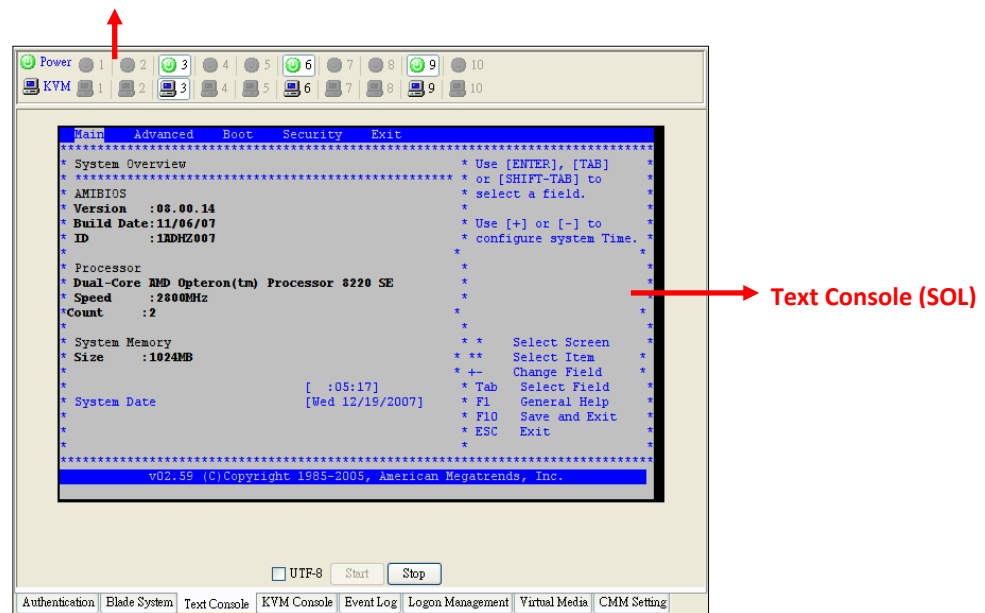 Power 1 2 3 4 5 6 7 8 9 10
KVM 1 2 3 4 5 6 7 8 9 10
Main Advanced Boot Security Exit
*******************************************************************************
* System Overview * Use [ENTER], [TAB] *
* *************************************************** * or [SHIFT-TAB] to *
* AMIBIOS * select a field. *
* Version :08.00.14 * *
* Build Date:11/06/07 * Use [+] or [-] to *
* ID :1ADHZ007 * configure system Time. *
* * *
* Processor * *
* Dual-Core AMD Opteron(tm) Processor 8220 SE * *
* Speed :2800MHz * *
*Count :2 * *
* * *
* System Memory * * Select Screen *
* Size :1024MB * ** Select Item *
* * +- Change Field *
* [ :05:17] * Tab Select Field *
* System Date [Wed 12/19/2007] * F1 General Help *
* * F10 Save and Exit *
* * ESC Exit *
* * *
*******************************************************************************
v02.59 (C)Copyright 1985-2005, American Megatrends, Inc.
Text Console (SOL)
UTF-8 Start Stop
Authentication Blade System Text Console KVM Console Event Log Logon Management Virtual Media CMM Setting